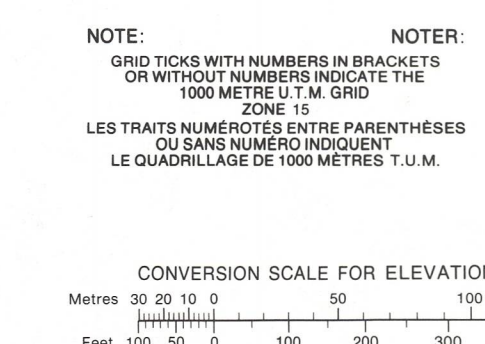 NOTE: NOTER:
GRID TICKS WITH NUMBERS IN BRACKETS
OR WITHOUT NUMBERS INDICATE THE
1000 METRE U.T.M. GRID
ZONE 15
LES TRAITS NUMÉROTÉS ENTRE PARENTHÈSES
OU SANS NUMÉRO INDIQUENT
LE QUADRILLAGE DE 1000 MÈTRES T.U.M.
CONVERSION SCALE FOR ELEVATIO
Metres 30 20 10 0 50 100
Feet 100 50 0 100 200 300